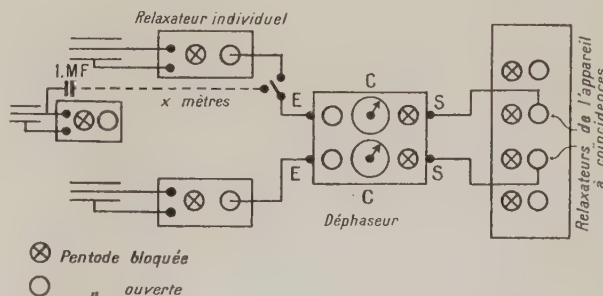 Relaxateur individuel
1.MF
x mètres
E
C
S
E
C
S
Déphaseur
Relaxateurs de l'appareil
à coïncidences
Pentode bloquée
" ouverte